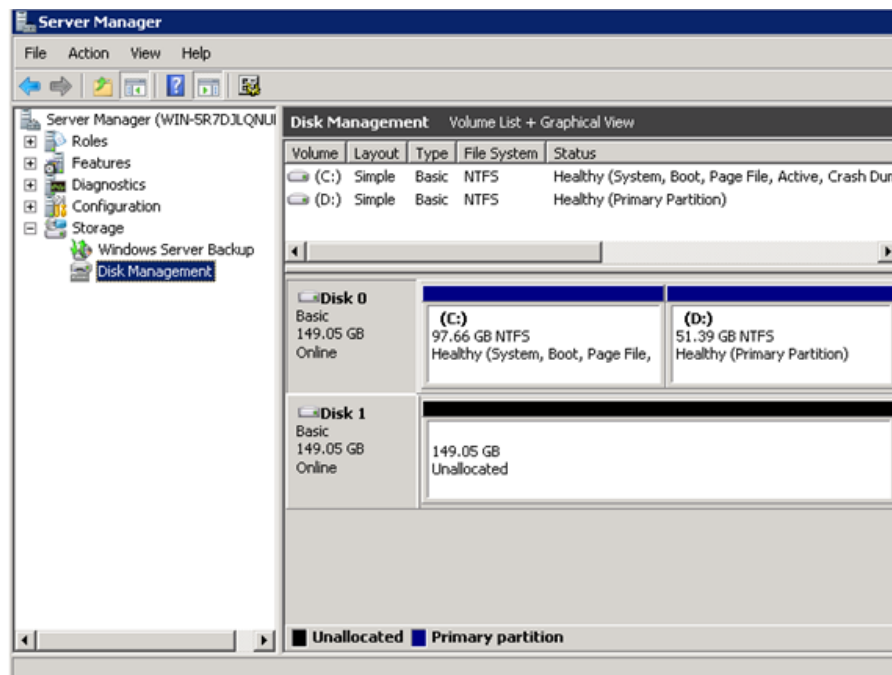 Server Manager
File Action View Help
Server Manager (WIN-5R7DJLQNUI
Roles
Features
Diagnostics
Configuration
Storage
Windows Server Backup
Disk Management
Disk Management Volume List + Graphical View
Volume Layout Type File System Status
(C:) Simple Basic NTFS Healthy (System, Boot, Page File, Active, Crash Dur
(D:) Simple Basic NTFS Healthy (Primary Partition)
Disk 0
Basic
149.05 GB
Online
(C:)
97.66 GB NTFS
Healthy (System, Boot, Page File,
(D:)
51.39 GB NTFS
Healthy (Primary Partition)
Disk 1
Basic
149.05 GB
Online
149.05 GB
Unallocated
Unallocated Primary partition